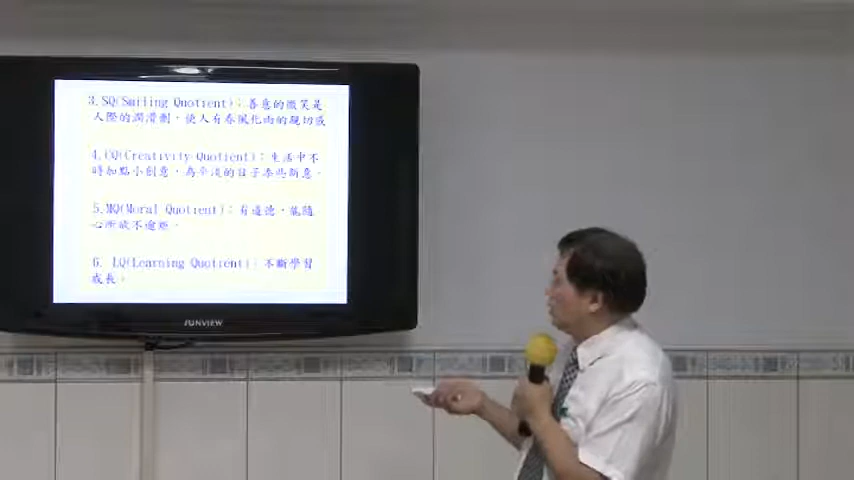 3.SQ(Smiling Quotient)：善意的微笑是
人際的潤滑劑，使人有春風化雨的親切感
4.CQ(Creativity Quotient)：生活中不
時加點小創意，為平淡的日子添些新意。
5.MQ(Moral Quotient)：有道德，能隨
心所欲不逾矩。
6. LQ(Learning Quotient)：不斷學習
成長。
SUNVIEW